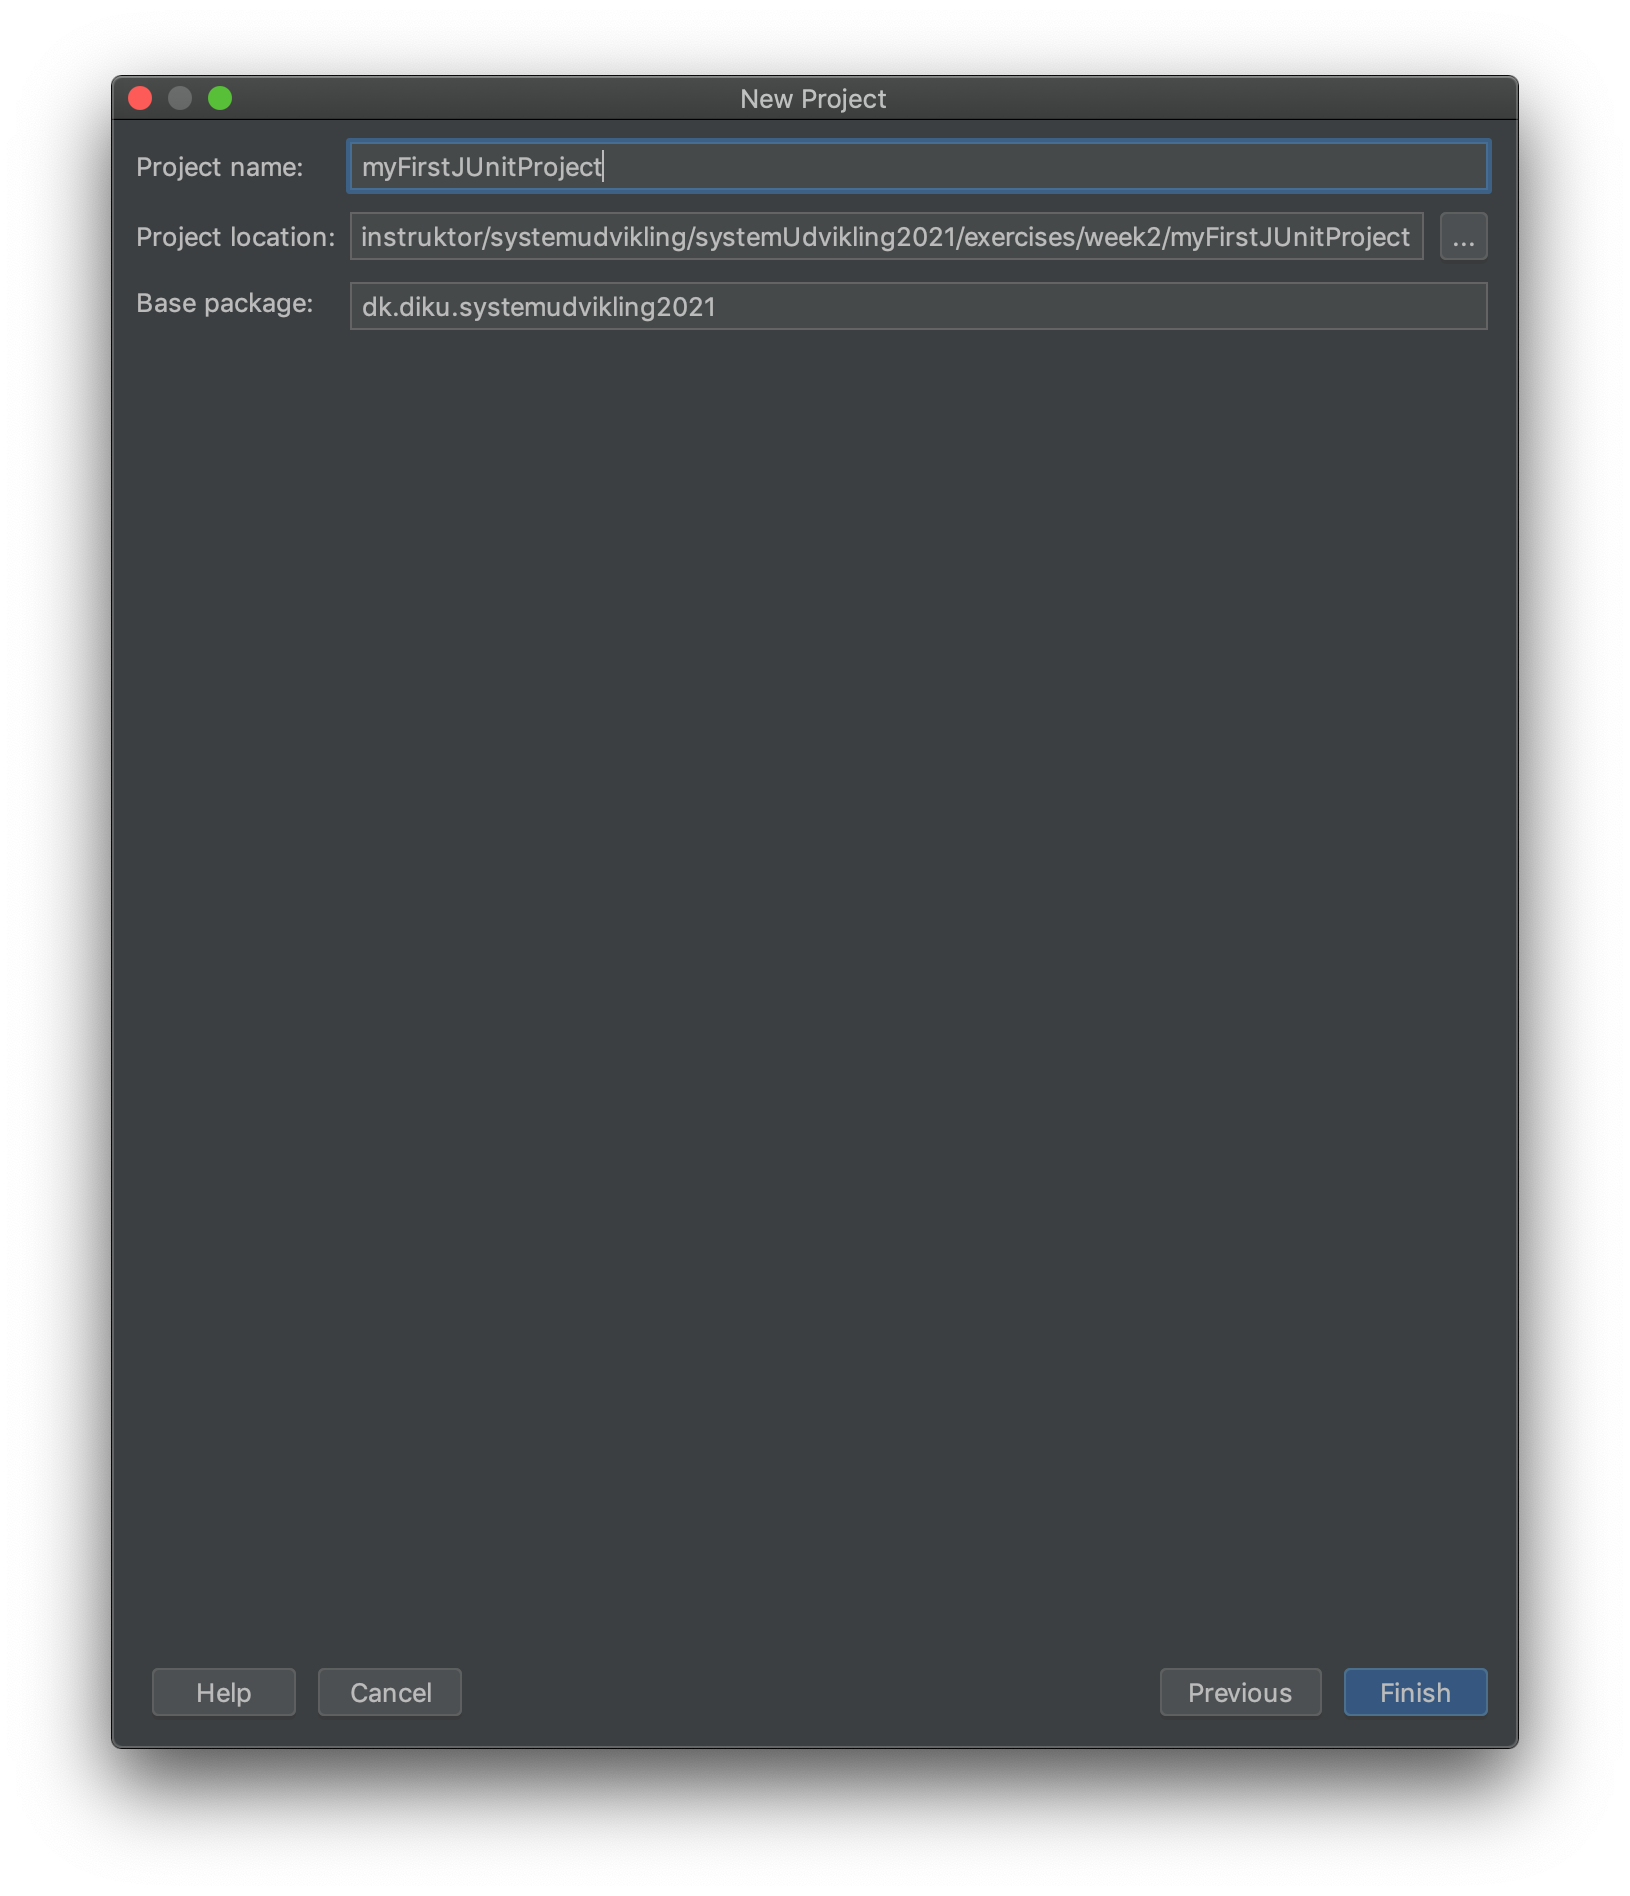 New Project
Project name: myFirstJUnitProject
Project location: instruktor/systemudvikling/systemUdvikling2021/exercises/week2/myFirstJUnitProject ...
Base package: dk.diku.systemudvikling2021
Help Cancel Previous Finish